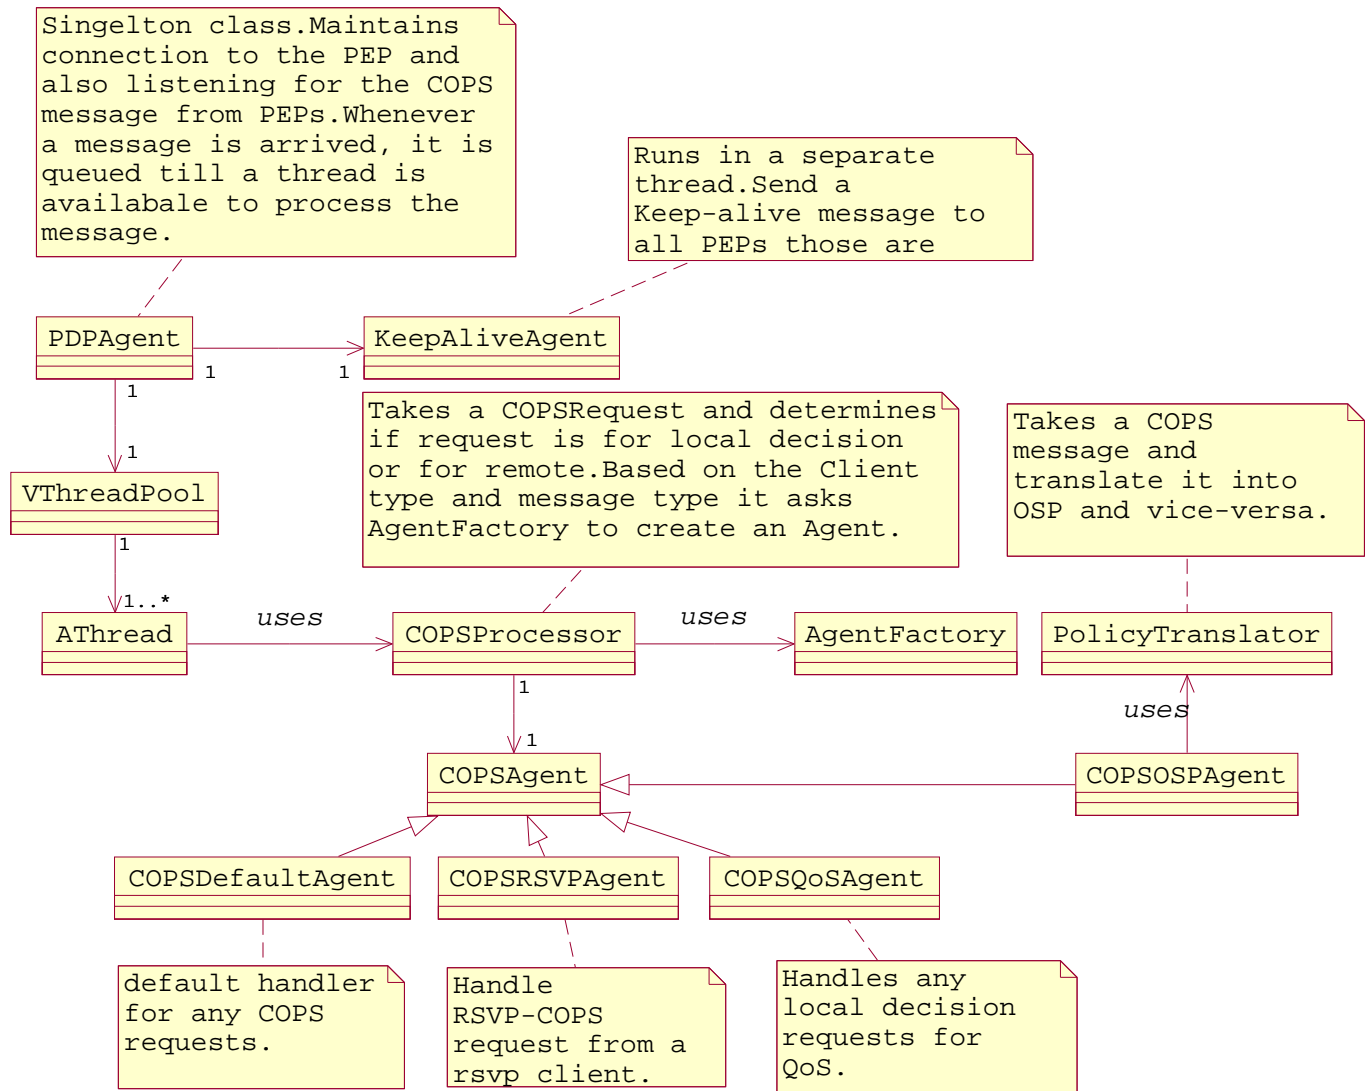 Singelton class.Maintains
connection to the PEP and
also listening for the COPS
message from PEPs.Whenever
a message is arrived, it is
queued till a thread is
availabale to process the
message.
Runs in a separate
thread.Send a
Keep-alive message to
all PEPs those are
PDPAgent
KeepAliveAgent
1
1
1
1
Takes a COPSRequest and determines
if request is for local decision
or for remote.Based on the Client
type and message type it asks
AgentFactory to create an Agent.
Takes a COPS
message and
translate it into
OSP and vice-versa.
VThreadPool
1
1..*
AThread
uses
COPSProcessor
uses
AgentFactory
PolicyTranslator
1
1
uses
COPSAgent
COPSOSPAgent
COPSDefaultAgent
COPSRSVPAgent
COPSQoSAgent
default handler
for any COPS
requests.
Handle
RSVP-COPS
request from a
rsvp client.
Handles any
local decision
requests for
QoS.